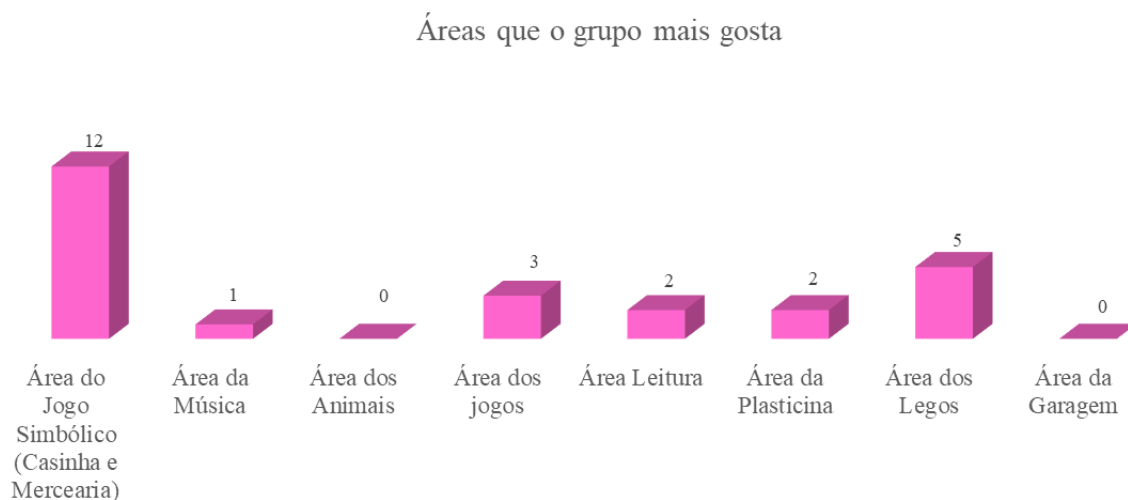 Áreas que o grupo mais gosta
12
1
0
3
2
2
5
0
Área do
Jogo
Simbólico
(Casinha e
Mercearia)
Área da
Música
Área dos
Animais
Área dos
jogos
Área Leitura
Área da
Plasticina
Área dos
Legos
Área da
Garagem